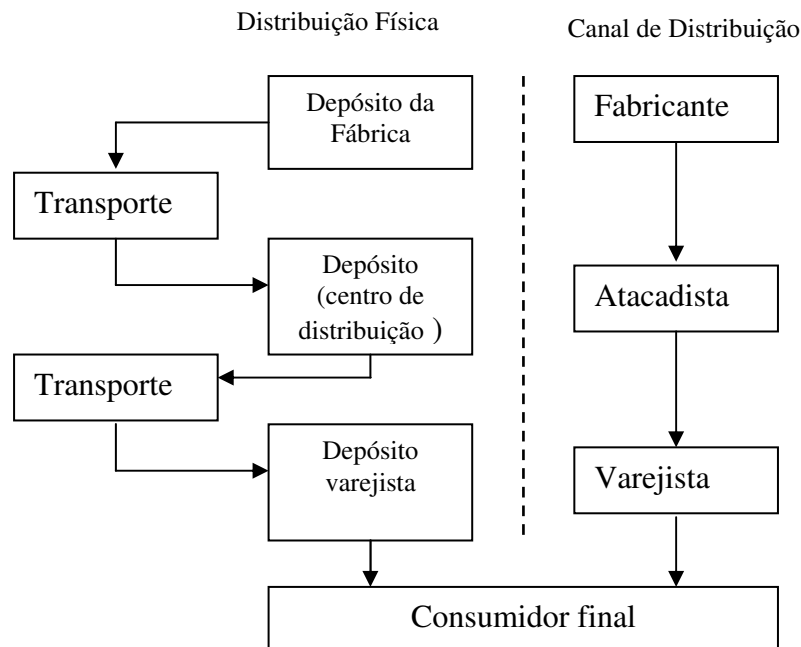 Distribuição Física
Canal de Distribuição
Depósito da
Fábrica
Fabricante
Transporte
Depósito
(centro de
distribuição )
Atacadista
Transporte
Depósito
varejista
Varejista
Consumidor final